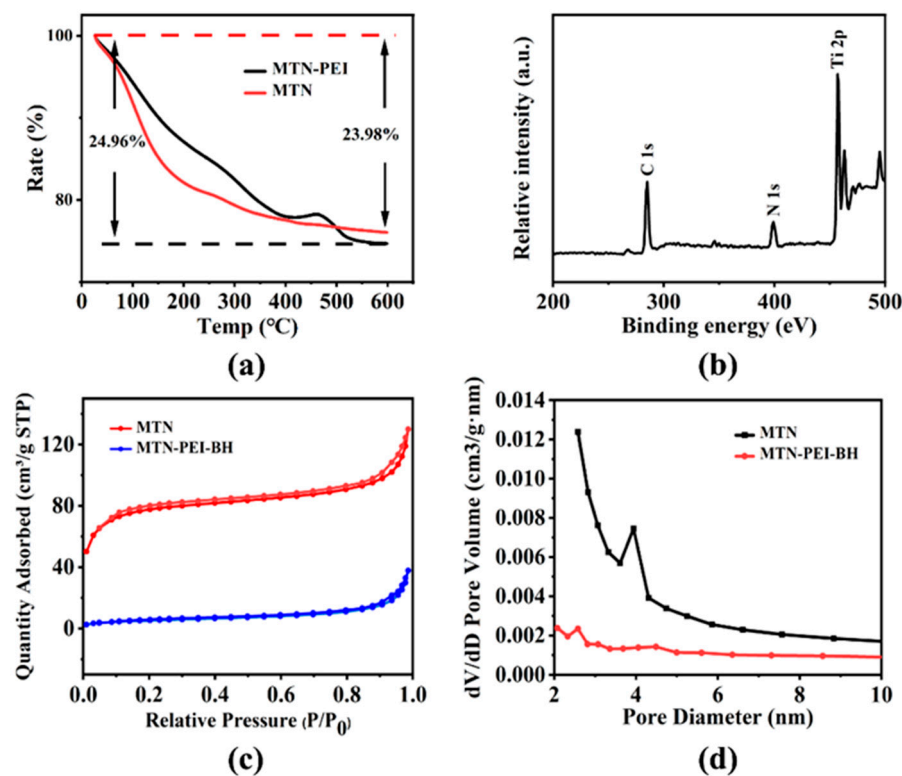 100
80
Rate (%)
24.96%
23.98%
MTN-PEI
MTN
0 100 200 300 400 500 600
Temp (°C)
(a)
Relative intensity (a.u.)
C 1s
N 1s
Ti 2p
200 300 400 500
Binding energy (eV)
(b)
Quantity Adsorbed (cm³/g STP)
120
80
40
0
MTN
MTN-PEI-BH
0.0 0.2 0.4 0.6 0.8 1.0
Relative Pressure (P/P₀)
(c)
dV/dD Pore Volume (cm3/g·nm)
0.014
0.012
0.010
0.008
0.006
0.004
0.002
0.000
MTN
MTN-PEI-BH
2 4 6 8 10
Pore Diameter (nm)
(d)